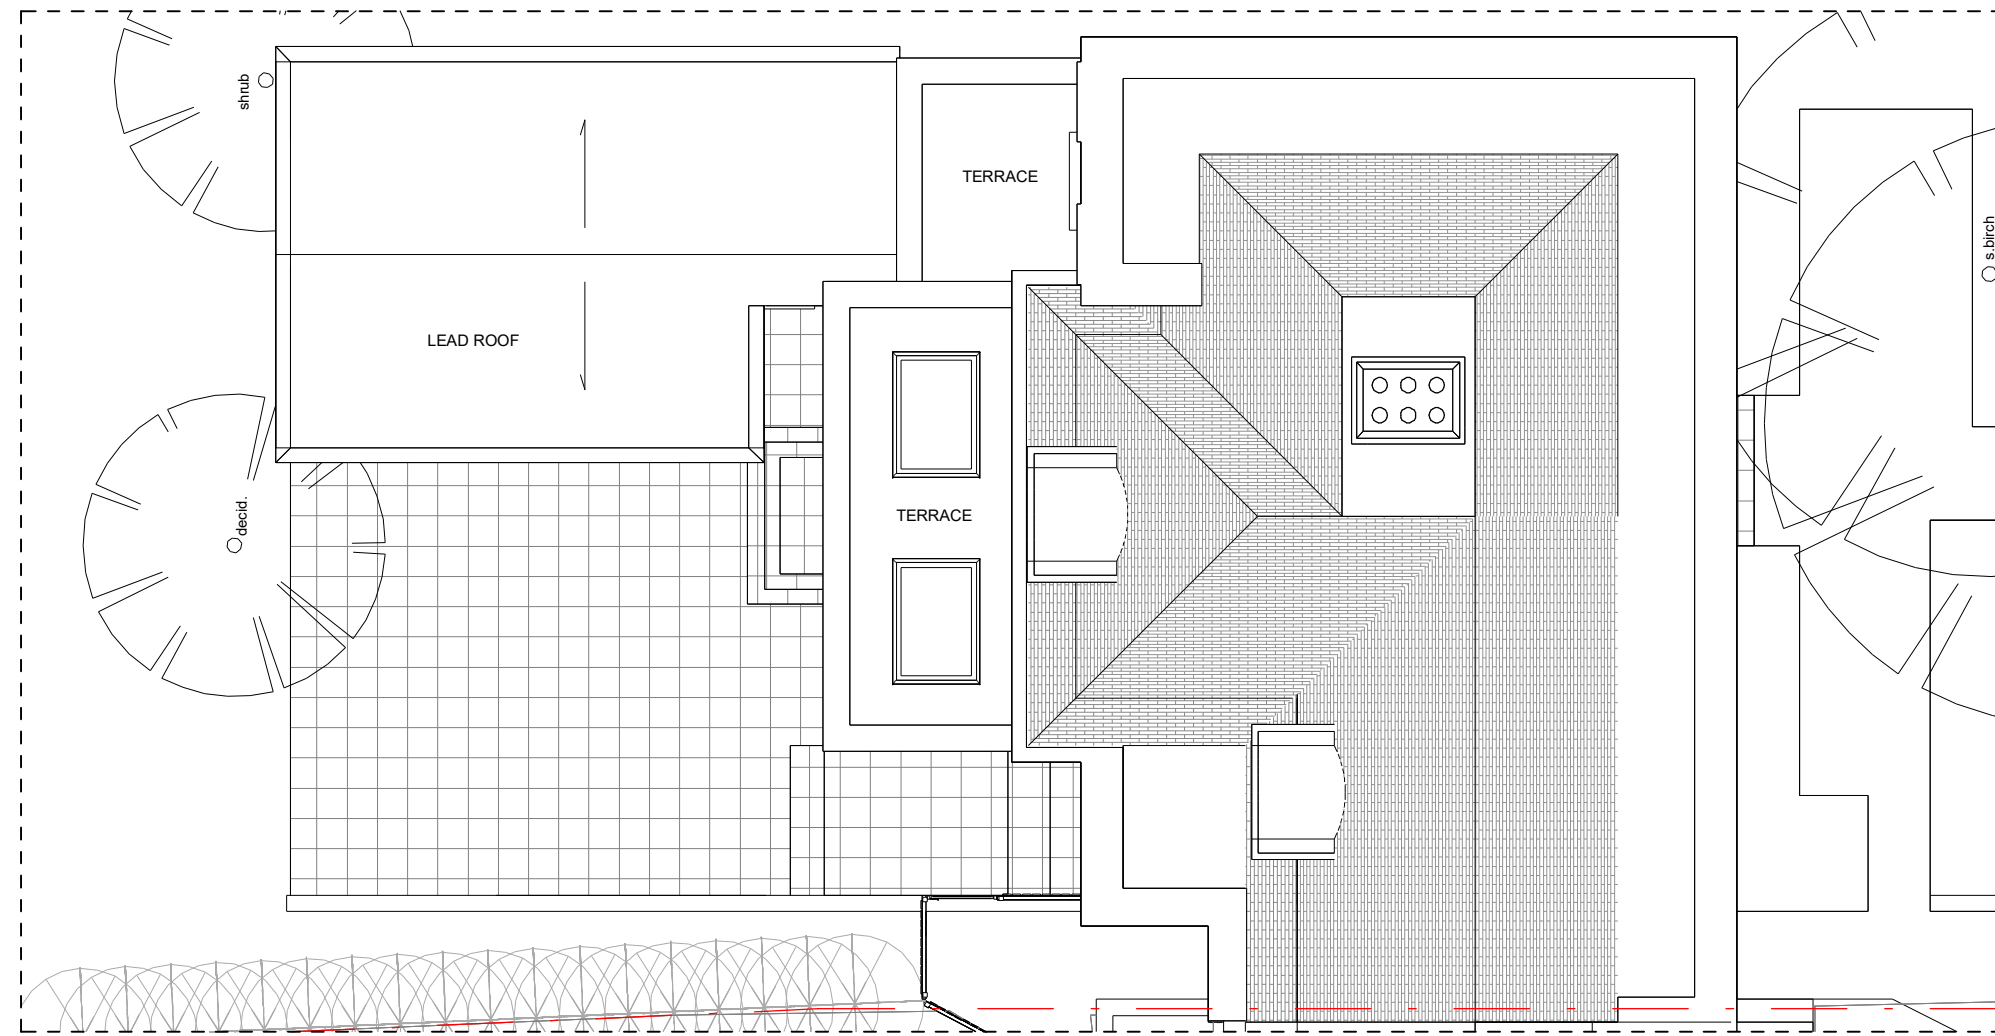 shrub
TERRACE
s.birch
LEAD ROOF
decid.
TERRACE